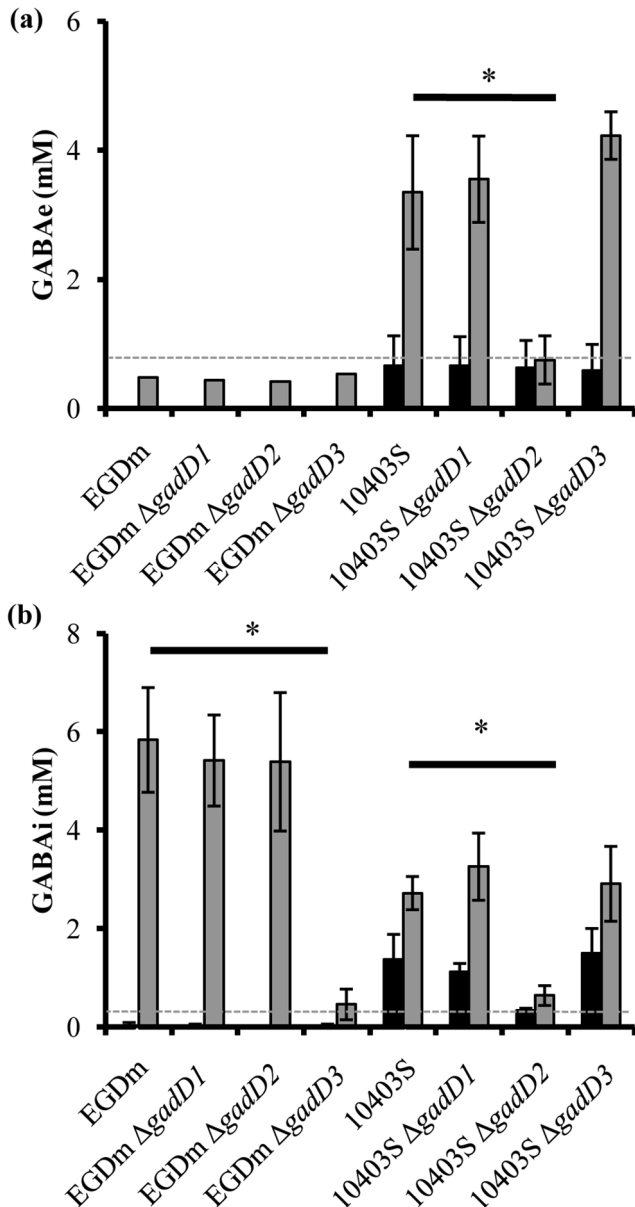 (a)
GABAe (mM)
6
4
2
0
*
EGDm
EGDm ΔgadD1
EGDm ΔgadD2
EGDm ΔgadD3
10403S
10403S ΔgadD1
10403S ΔgadD2
10403S ΔgadD3
(b)
GABAi (mM)
8
6
4
2
0
*
*
EGDm
EGDm ΔgadD1
EGDm ΔgadD2
EGDm ΔgadD3
10403S
10403S ΔgadD1
10403S ΔgadD2
10403S ΔgadD3